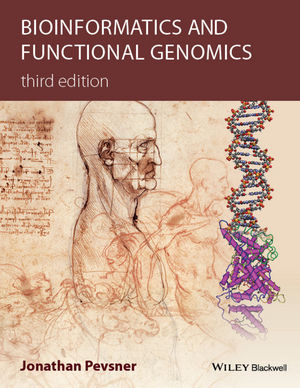 BIOINFORMATICS AND
FUNCTIONAL GENOMICS
third edition
Jonathan Pevsner
WILEY Blackwell